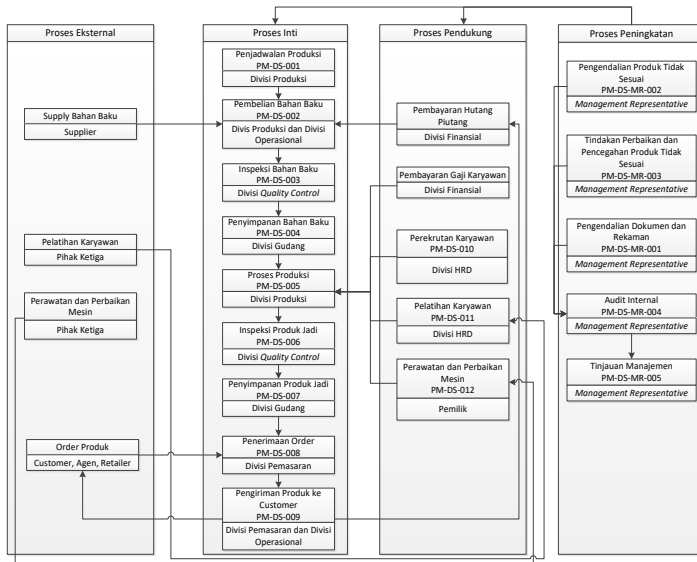 Proses Eksternal
Supply Bahan Baku
Supplier
Pelatihan Karyawan
Pihak Ketiga
Perawatan dan Perbaikan
Mesin
Pihak Ketiga
Order Produk
Customer, Agen, Retailer
Proses Inti
Penjadwalan Produksi
PM-DS-001
Divisi Produksi
Pembelian Bahan Baku
PM-DS-002
Divis Produksi dan Divisi
Operasional
Inspeksi Bahan Baku
PM-DS-003
Divisi Quality Control
Penyimpanan Bahan Baku
PM-DS-004
Divisi Gudang
Proses Produksi
PM-DS-005
Divisi Produksi
Inspeksi Produk Jadi
PM-DS-006
Divisi Quality Control
Penyimpanan Produk Jadi
PM-DS-007
Divisi Gudang
Penerimaan Order
PM-DS-008
Divisi Pemasaran
Pengiriman Produk ke
Customer
PM-DS-009
Divisi Pemasaran dan Divisi
Operasional
Proses Pendukung
Pembayaran Hutang
Piutang
Divisi Finansial
Pembayaran Gaji Karyawan
Divisi Finansial
Perekrutan Karyawan
PM-DS-010
Divisi HRD
Pelatihan Karyawan
PM-DS-011
Divisi HRD
Perawatan dan Perbaikan
Mesin
PM-DS-012
Pemilik
Proses Peningkatan
Pengendalian Produk Tidak
Sesuai
PM-DS-MR-002
Management Representative
Tindakan Perbaikan dan
Pencegahan Produk Tidak
Sesuai
PM-DS-MR-003
Management Representative
Pengendalian Dokumen dan
Rekaman
PM-DS-MR-001
Management Representative
Audit Internal
PM-DS-MR-004
Management Representative
Tinjauan Manajemen
PM-DS-MR-005
Management Representative